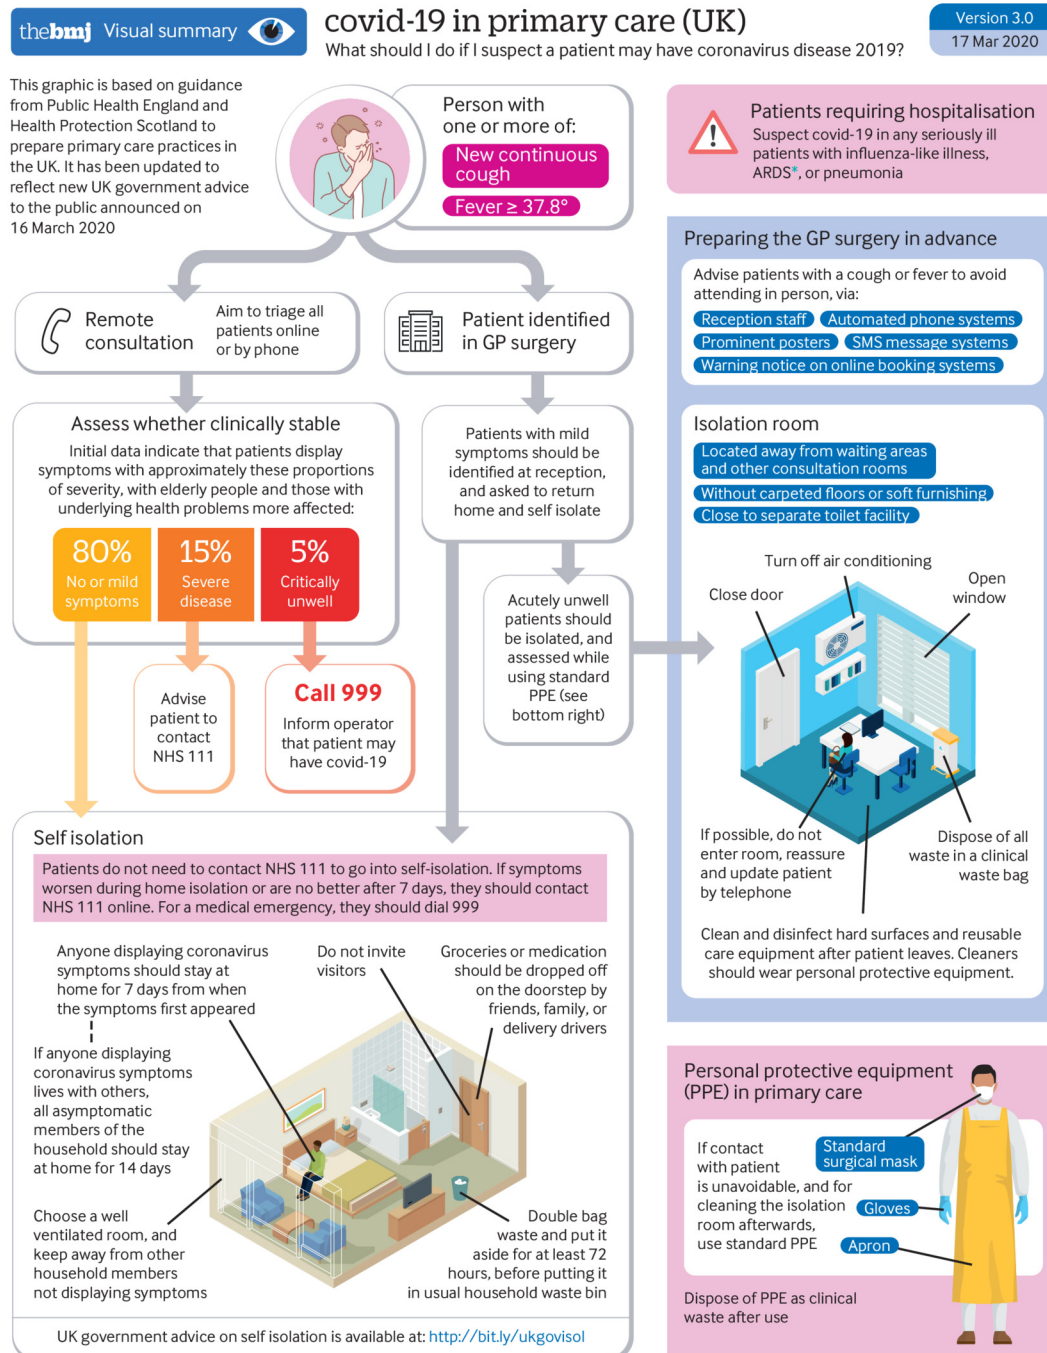 thebmj Visual summary
covid-19 in primary care (UK)
What should I do if I suspect a patient may have coronavirus disease 2019?
Version 3.0
17 Mar 2020
This graphic is based on guidance
from Public Health England and
Health Protection Scotland to
prepare primary care practices in
the UK. It has been updated to
reflect new UK government advice
to the public announced on
16 March 2020
Person with
one or more of:
New continuous
cough
Fever ≥ 37.8°
Remote
consultation
Aim to triage all
patients online
or by phone
Patient identified
in GP surgery
Assess whether clinically stable
Initial data indicate that patients display
symptoms with approximately these proportions
of severity, with elderly people and those with
underlying health problems more affected:
80%
No or mild
symptoms
15%
Severe
disease
5%
Critically
unwell
Advise
patient to
contact
NHS 111
Call 999
Inform operator
that patient may
have covid-19
Patients with mild
symptoms should be
identified at reception,
and asked to return
home and self isolate
Acutely unwell
patients should
be isolated, and
assessed while
using standard
PPE (see
bottom right)
Self isolation
Patients do not need to contact NHS 111 to go into self-isolation. If symptoms
worsen during home isolation or are no better after 7 days, they should contact
NHS 111 online. For a medical emergency, they should dial 999
Anyone displaying coronavirus
symptoms should stay at
home for 7 days from when
the symptoms first appeared
If anyone displaying
coronavirus symptoms
lives with others,
all asymptomatic
members of the
household should stay
at home for 14 days
Choose a well
ventilated room, and
keep away from other
household members
not displaying symptoms
Do not invite
visitors
Groceries or medication
should be dropped off
on the doorstep by
friends, family, or
delivery drivers
Double bag
waste and put it
aside for at least 72
hours, before putting it
in usual household waste bin
UK government advice on self isolation is available at: http://bit.ly/ukgovisol
Patients requiring hospitalisation
Suspect covid-19 in any seriously ill
patients with influenza-like illness,
ARDS*, or pneumonia
Preparing the GP surgery in advance
Advise patients with a cough or fever to avoid
attending in person, via:
Reception staff Automated phone systems
Prominent posters SMS message systems
Warning notice on online booking systems
Isolation room
Located away from waiting areas
and other consultation rooms
Without carpeted floors or soft furnishing
Close to separate toilet facility
Turn off air conditioning
Close door
Open
window
If possible, do not
enter room, reassure
and update patient
by telephone
Dispose of all
waste in a clinical
waste bag
Clean and disinfect hard surfaces and reusable
care equipment after patient leaves. Cleaners
should wear personal protective equipment.
Personal protective equipment
(PPE) in primary care
If contact
with patient
is unavoidable, and for
cleaning the isolation
room afterwards,
use standard PPE
Standard
surgical mask
Gloves
Apron
Dispose of PPE as clinical
waste after use